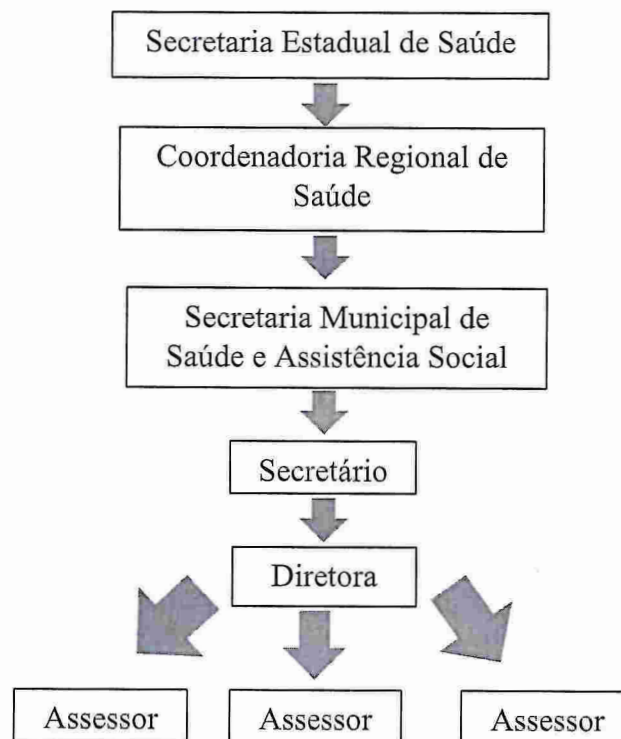 Secretaria Estadual de Saúde
Coordenadoria Regional de
Saúde
Secretaria Municipal de
Saúde e Assistência Social
Secretário
Diretora
Assessor
Assessor
Assessor